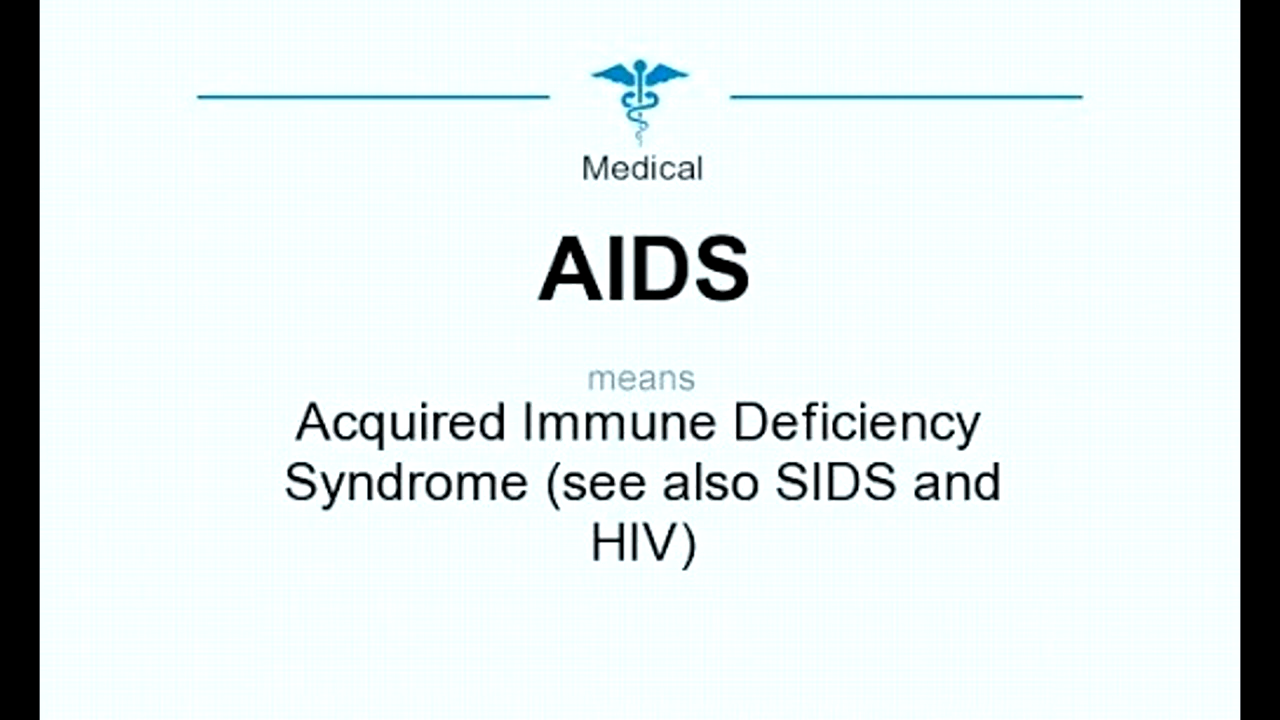 Medical
AIDS
means
Acquired Immune Deficiency
Syndrome (see also SIDS and
HIV)